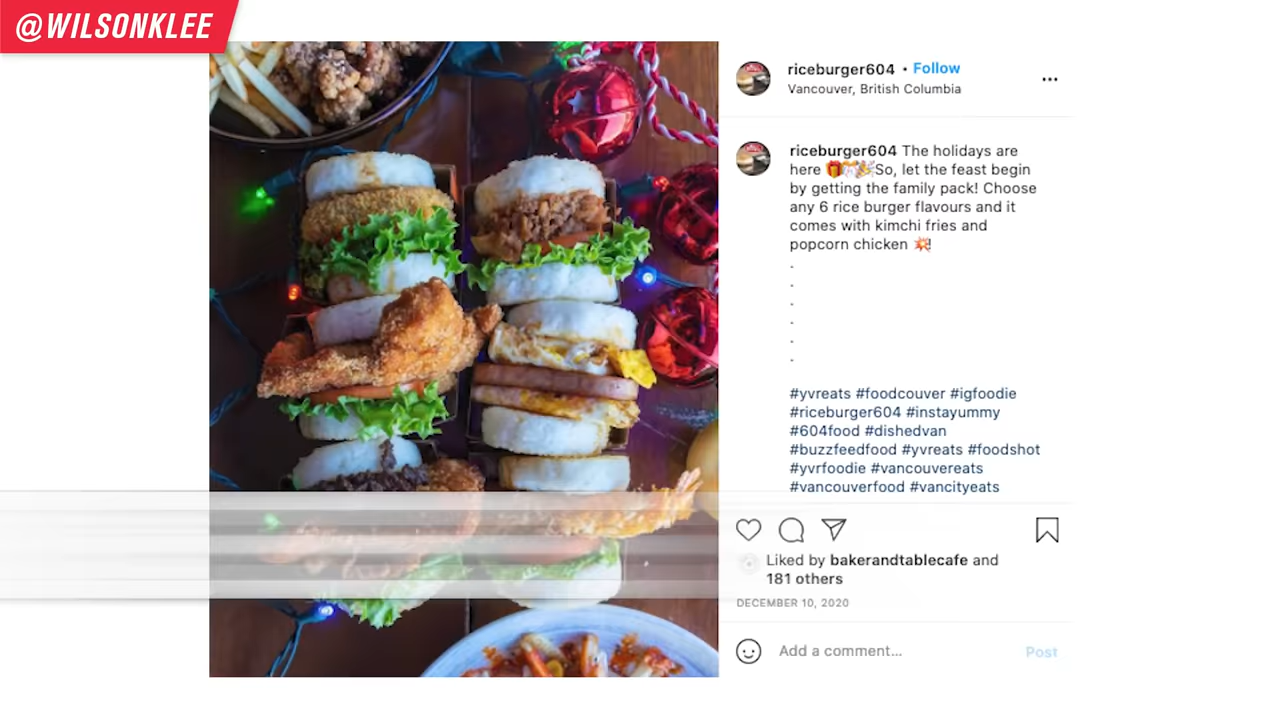 @WILSONKLEE
riceburger604 • Follow
Vancouver, British Columbia
riceburger604 The holidays are
here 🎁🎊🎉So, let the feast begin
by getting the family pack! Choose
any 6 rice burger flavours and it
comes with kimchi fries and
popcorn chicken 💥!
.
.
.
.
.
.
#yvreats #foodcouver #igfoodie
#riceburger604 #instayummy
#604food #dishedvan
#buzzfeedfood #yvreats #foodshot
#yvrfoodie #vancouvereats
#vancouverfood #vancityeats
Liked by bakerandtablecafe and
181 others
DECEMBER 10, 2020
Add a comment...
Post